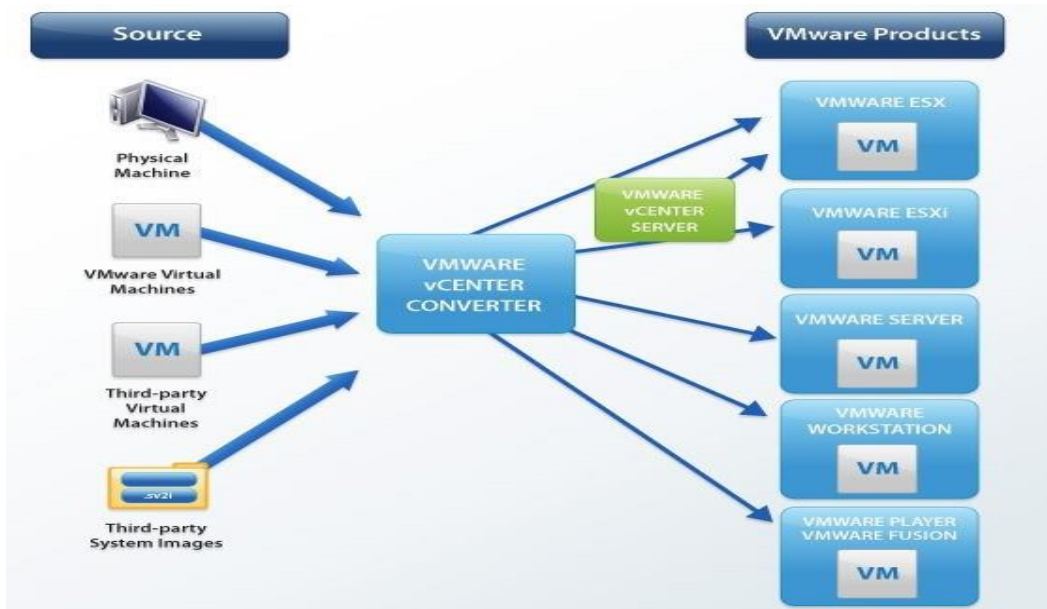 Source
VMware Products
Physical
Machine
VM
VMware Virtual
Machines
VM
Third-party
Virtual
Machines
.sv2i
Third-party
System Images
VMWARE
vCENTER
CONVERTER
VMWARE
vCENTER
SERVER
VMWARE ESX
VM
VMWARE ESXi
VM
VMWARE SERVER
VM
VMWARE
WORKSTATION
VM
VMWARE PLAYER
VMWARE FUSION
VM